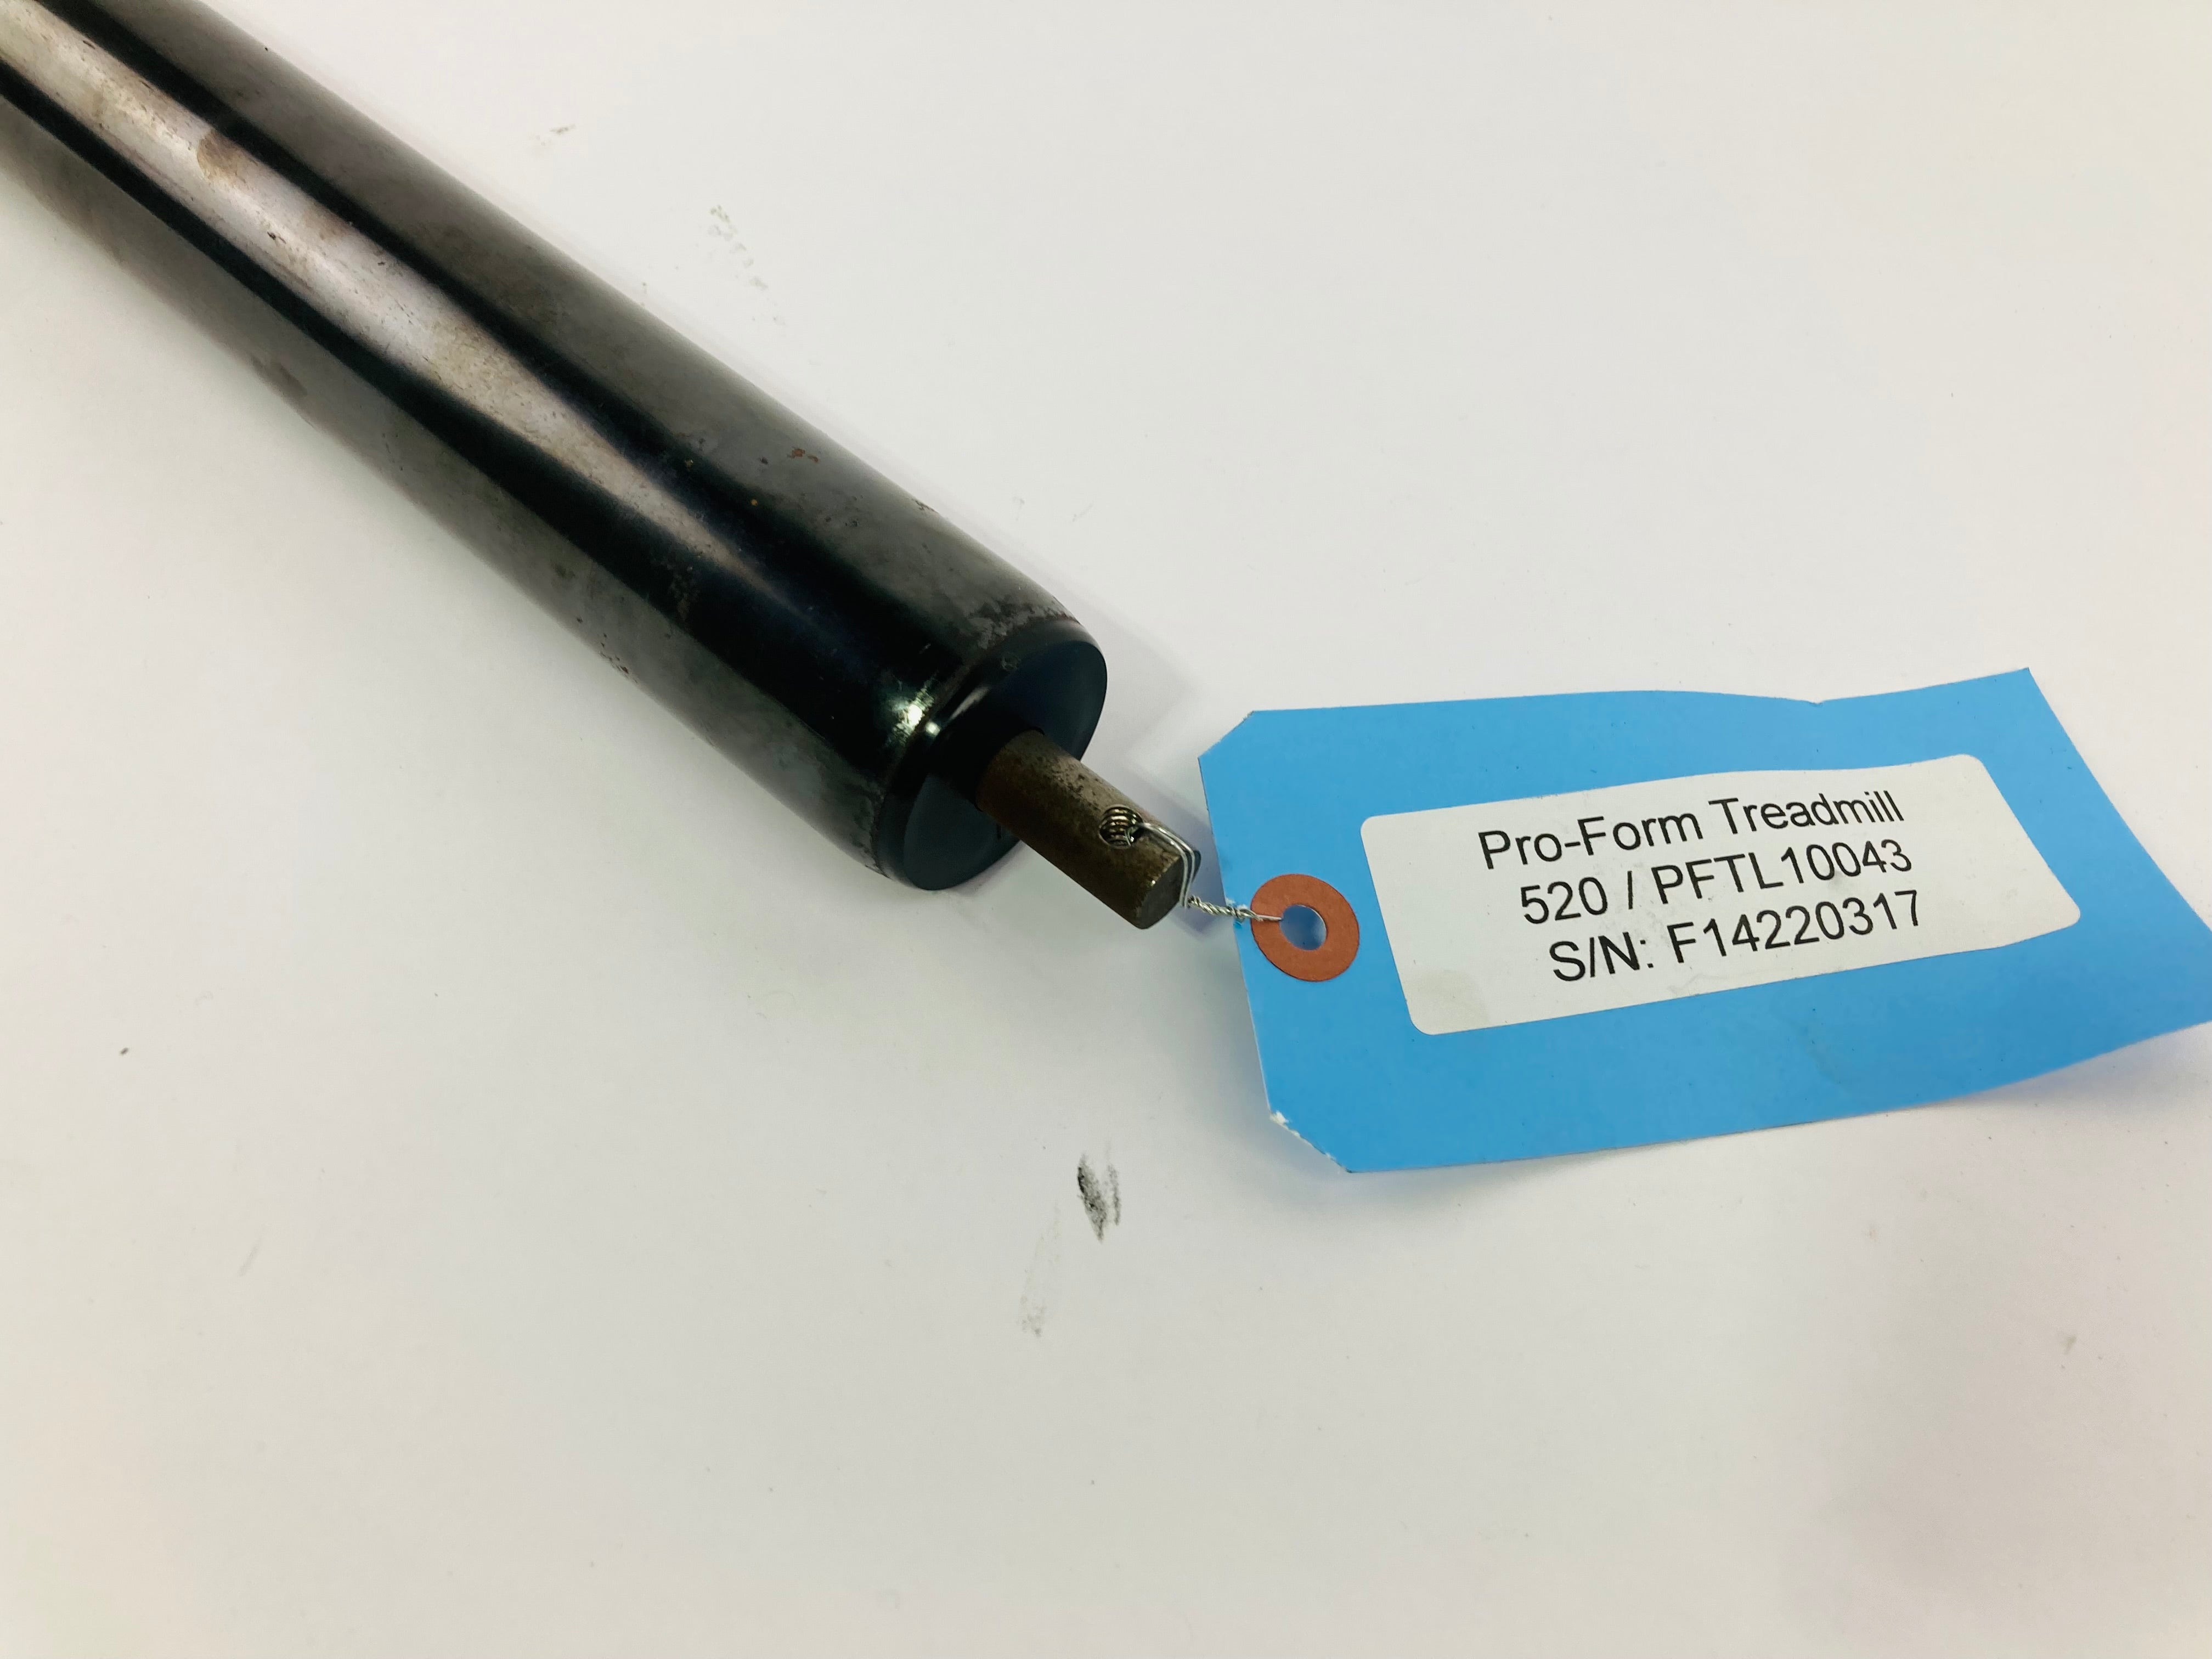 Pro-Form Treadmill
520 / PFTL10043
S/N: F14220317